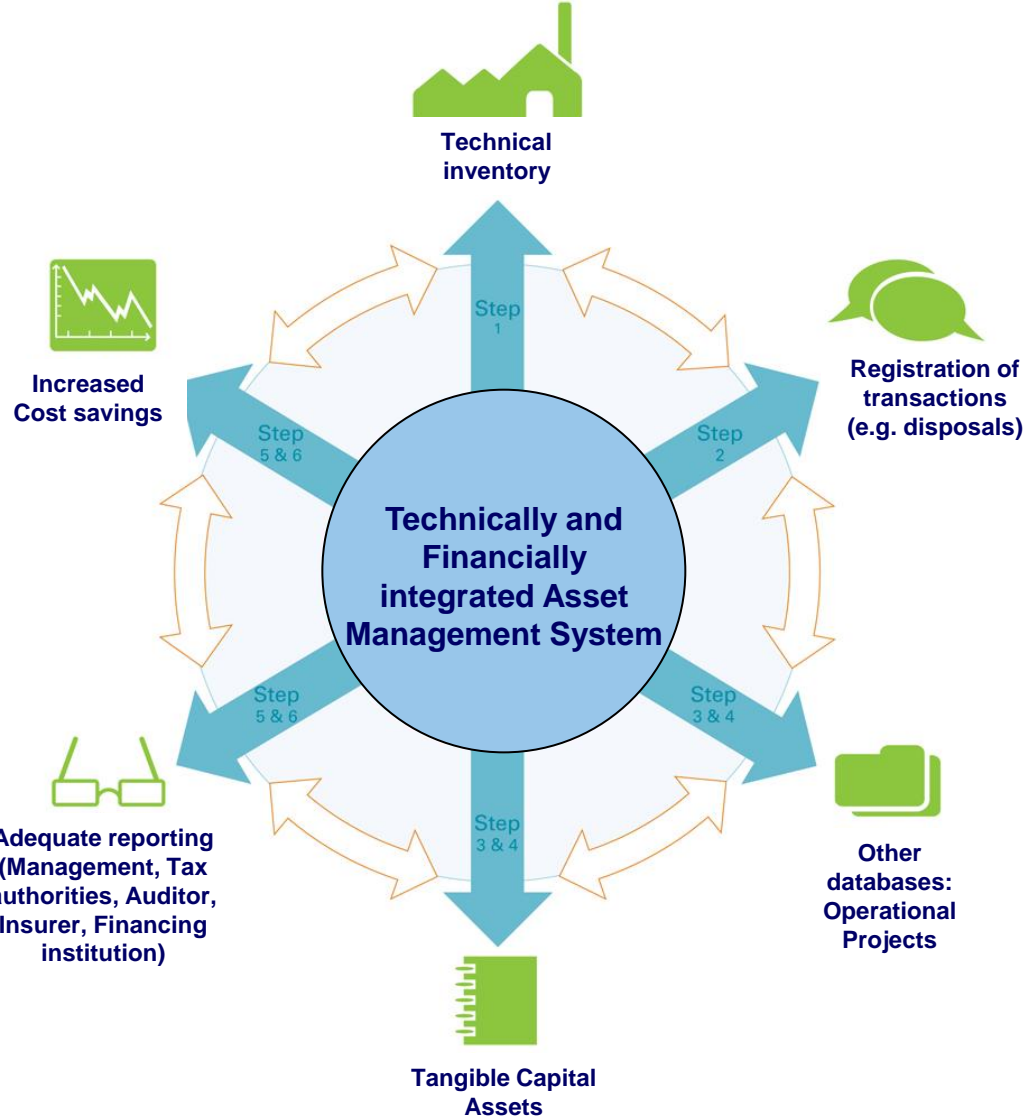 Technical
inventory
Step
1
Registration of
transactions
(e.g. disposals)
Step
2
Increased
Cost savings
Step
5 & 6
Technically and
Financially
integrated Asset
Management System
Step
5 & 6
Step
3 & 4
Step
3 & 4
Adequate reporting
(Management, Tax
authorities, Auditor,
Insurer, Financing
institution)
Other
databases:
Operational
Projects
Tangible Capital
Assets